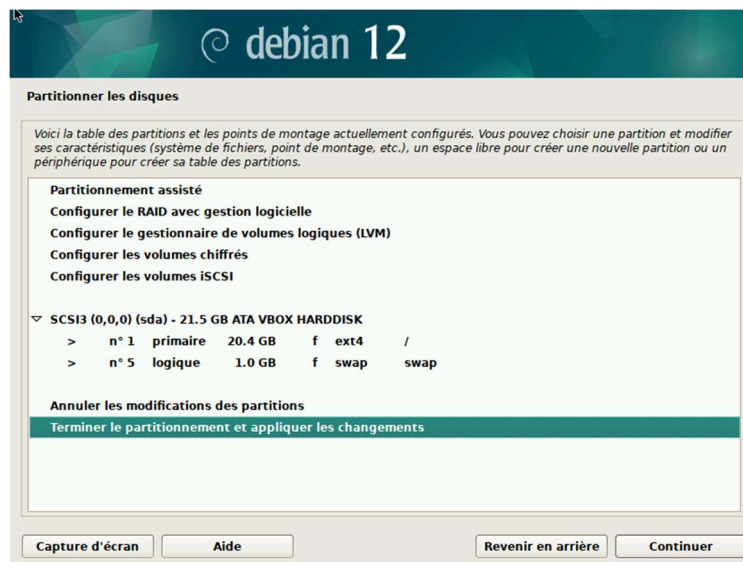 debian 12
Partitionner les disques
Voici la table des partitions et les points de montage actuellement configurés. Vous pouvez choisir une partition et modifier
ses caractéristiques (système de fichiers, point de montage, etc.), un espace libre pour créer une nouvelle partition ou un
périphérique pour créer sa table des partitions.
Partitionnement assisté
Configurer le RAID avec gestion logicielle
Configurer le gestionnaire de volumes logiques (LVM)
Configurer les volumes chiffrés
Configurer les volumes iSCSI
SCSI3 (0,0,0) (sda) - 21.5 GB ATA VBOX HARDDISK
> n° 1 primaire 20.4 GB f ext4 /
> n° 5 logique 1.0 GB f swap swap
Annuler les modifications des partitions
Terminer le partitionnement et appliquer les changements
Capture d'écran Aide Revenir en arrière Continuer